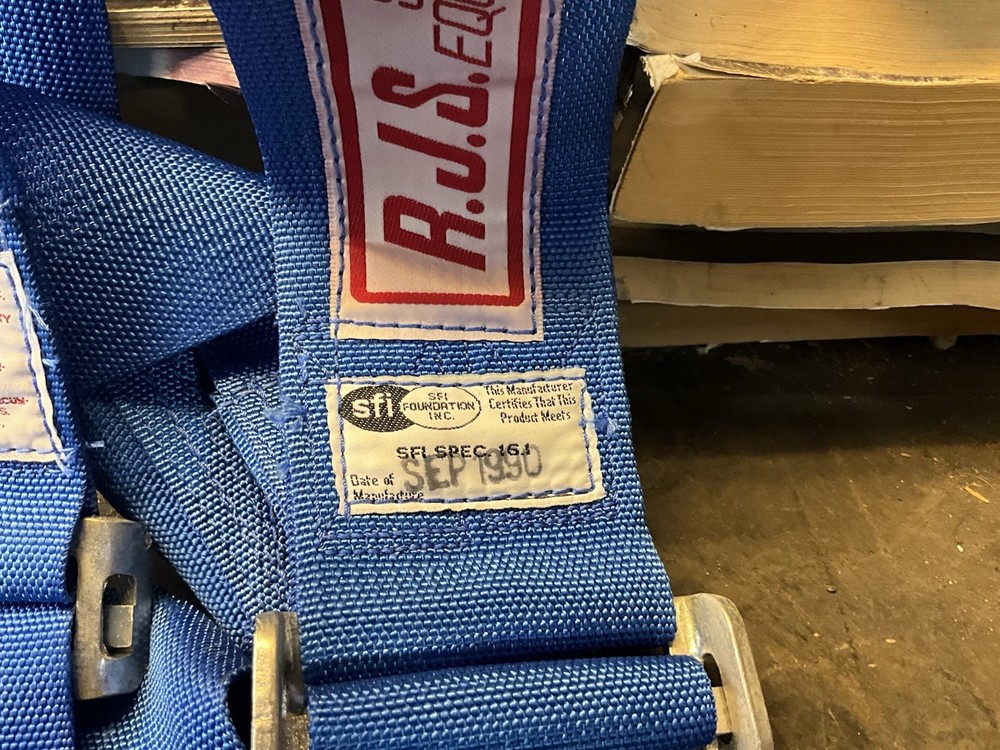 R.J.S. EQU
sfi
SFI
FOUNDATION
INC.
This Manufacturer
Certifies That This
Product Meets
SFI SPEC. 16.1
SEP 1990
Date of
Manufacture